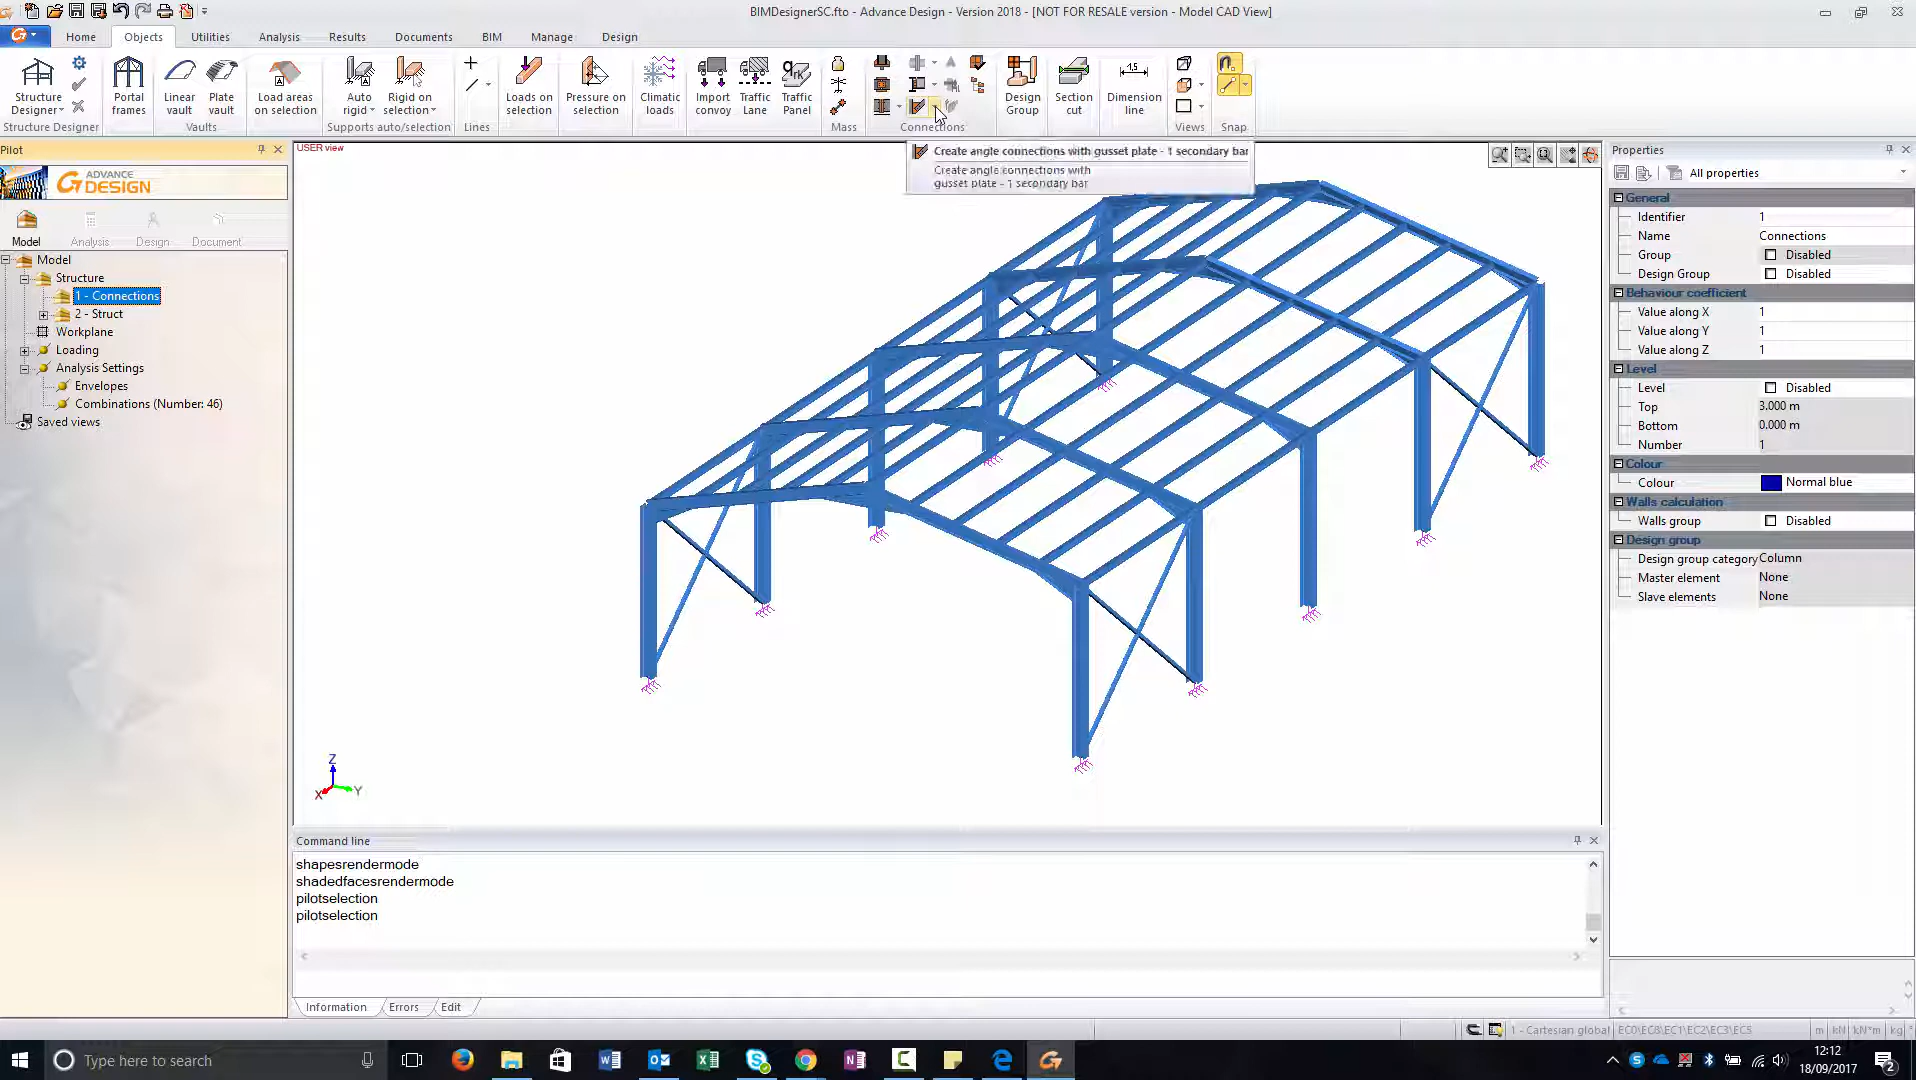 BIMDesignerSC.fto - Advance Design - Version 2018 - [NOT FOR RESALE version - Model CAD View]
Home
Objects
Utilities
Analysis
Results
Documents
BIM
Manage
Design
Structure Designer
Portal frames
Linear vault
Plate vault
Load areas on selection
Auto rigid
Rigid on selection
Loads on selection
Pressure on selection
Climatic loads
Import convoy
Traffic Lane
Traffic Panel
Design Group
Section cut
Dimension line
Structure Designer
Vaults
Supports auto/selection
Lines
Mass
Connections
Views
Snap
Create angle connections with gusset plate - 1 secondary bar
Create angle connections with
gusset plate - 1 secondary bar
Pilot
ADVANCE
DESIGN
Model
Analysis
Design
Document
Model
Structure
1 - Connections
2 - Struct
Workplane
Loading
Analysis Settings
Envelopes
Combinations (Number: 46)
Saved views
USER view
Z
X
Y
Command line
shapesrendermode
shadedfacesrendermode
pilotselection
pilotselection
Information
Errors
Edit
Properties
All properties
General
Identifier 1
Name Connections
Group Disabled
Design Group Disabled
Behaviour coefficient
Value along X 1
Value along Y 1
Value along Z 1
Level
Level Disabled
Top 3.000 m
Bottom 0.000 m
Number 1
Colour
Colour Normal blue
Walls calculation
Walls group Disabled
Design group
Design group category Column
Master element None
Slave elements None
1 - Cartesian global EC0\EC8\EC1\EC2\EC3\EC5 m kN kN*m kg
Type here to search
12:12
18/09/2017